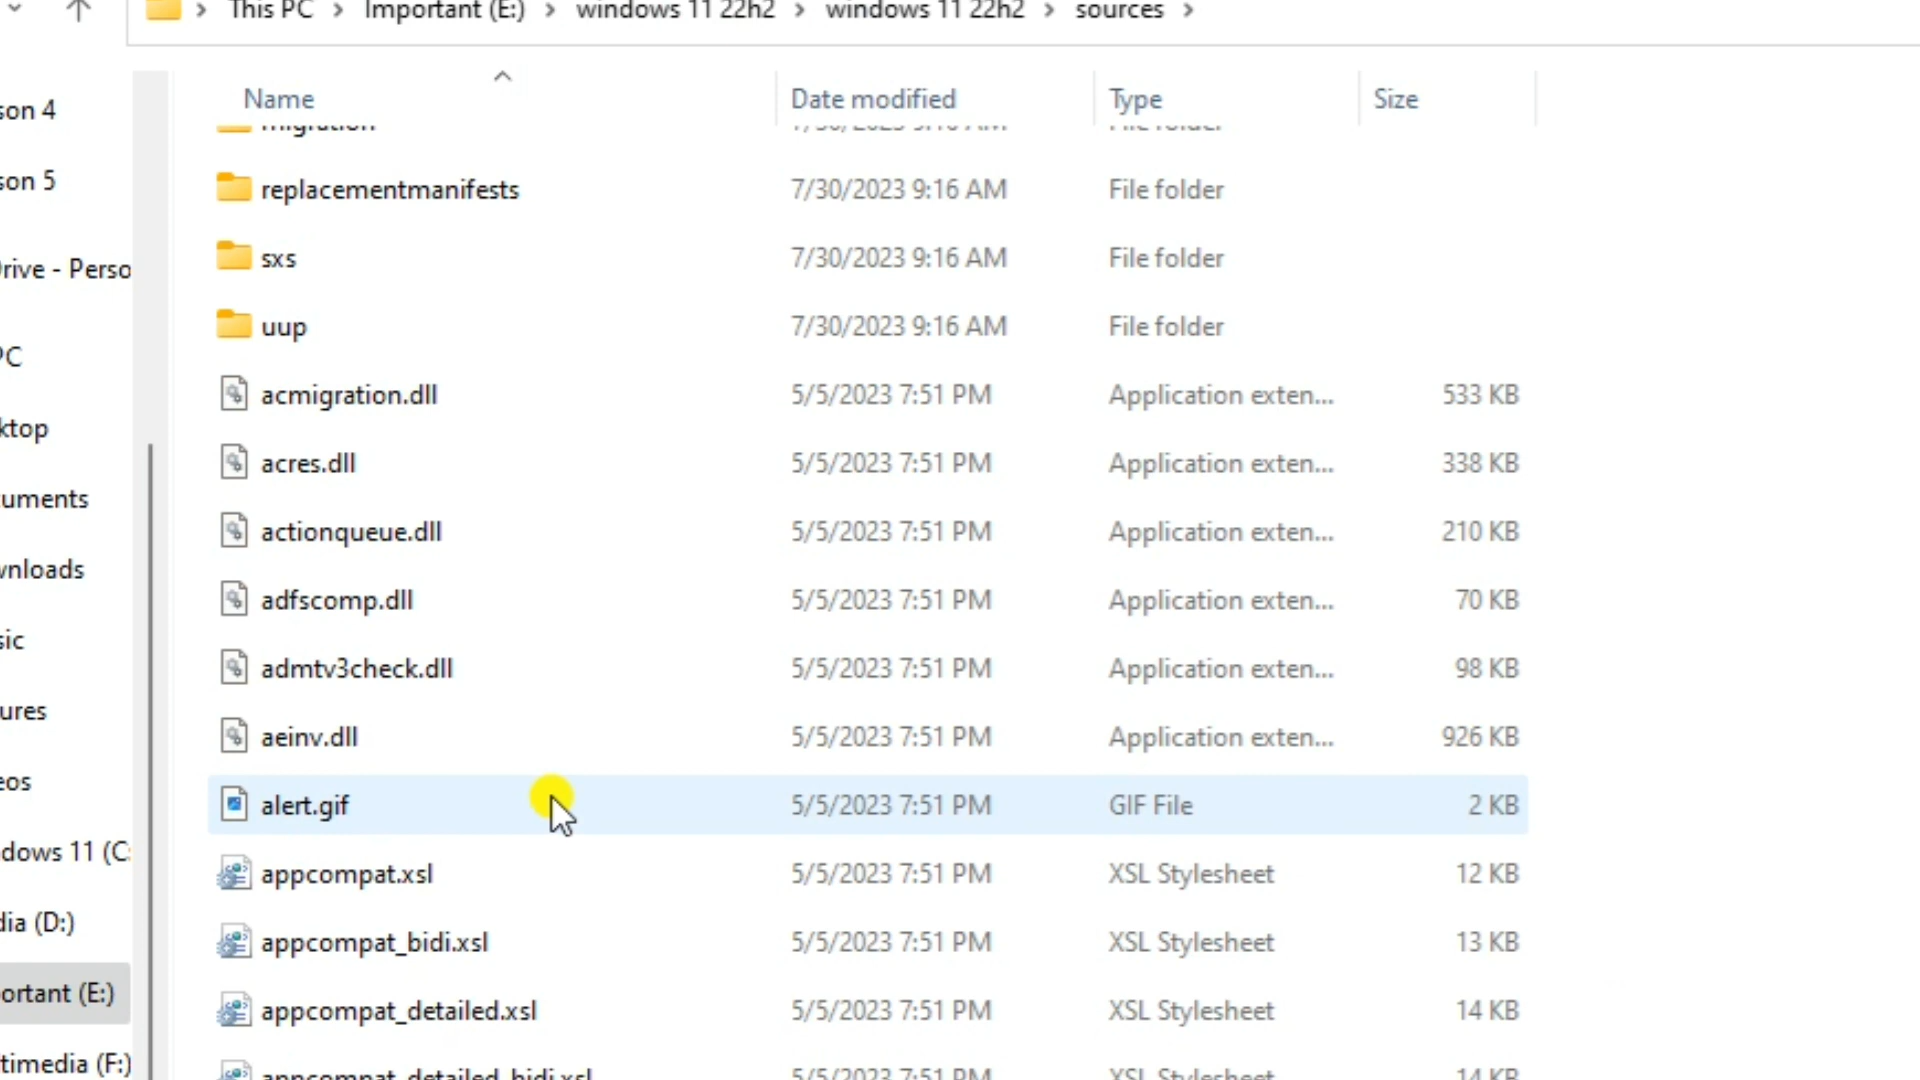 This PC > Important (E:) > windows 11 22h2 > windows 11 22h2 > sources >
Name Date modified Type Size
migration 7/30/2023 9:16 AM File folder
replacementmanifests 7/30/2023 9:16 AM File folder
sxs 7/30/2023 9:16 AM File folder
uup 7/30/2023 9:16 AM File folder
acmigration.dll 5/5/2023 7:51 PM Application exten... 533 KB
acres.dll 5/5/2023 7:51 PM Application exten... 338 KB
actionqueue.dll 5/5/2023 7:51 PM Application exten... 210 KB
adfscomp.dll 5/5/2023 7:51 PM Application exten... 70 KB
admtv3check.dll 5/5/2023 7:51 PM Application exten... 98 KB
aeinv.dll 5/5/2023 7:51 PM Application exten... 926 KB
alert.gif 5/5/2023 7:51 PM GIF File 2 KB
appcompat.xsl 5/5/2023 7:51 PM XSL Stylesheet 12 KB
appcompat_bidi.xsl 5/5/2023 7:51 PM XSL Stylesheet 13 KB
appcompat_detailed.xsl 5/5/2023 7:51 PM XSL Stylesheet 14 KB
appcompat_detailed_bidi.xsl 5/5/2023 7:51 PM XSL Stylesheet 14 KB
son 4
son 5
rive - Perso
PC
ktop
uments
wnloads
sic
ures
eos
dows 11 (C:
dia (D:)
ortant (E:)
timedia (F:)